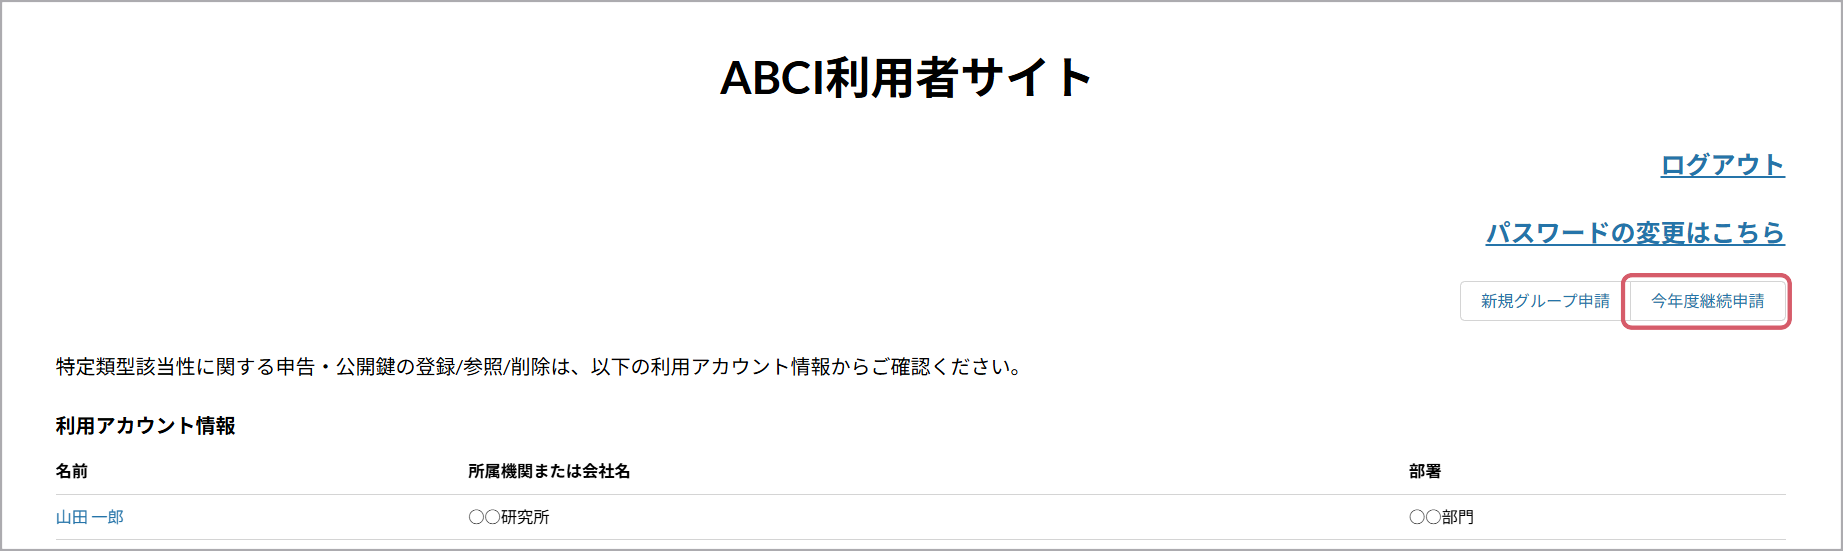 ABCI利用者サイト
ログアウト
パスワードの変更はこちら
新規グループ申請 今年度継続申請
特定類型該当性に関する申告・公開鍵の登録/参照/削除は、以下の利用アカウント情報からご確認ください。
利用アカウント情報
名前 所属機関または会社名 部署
山田 一郎 〇〇研究所 〇〇部門